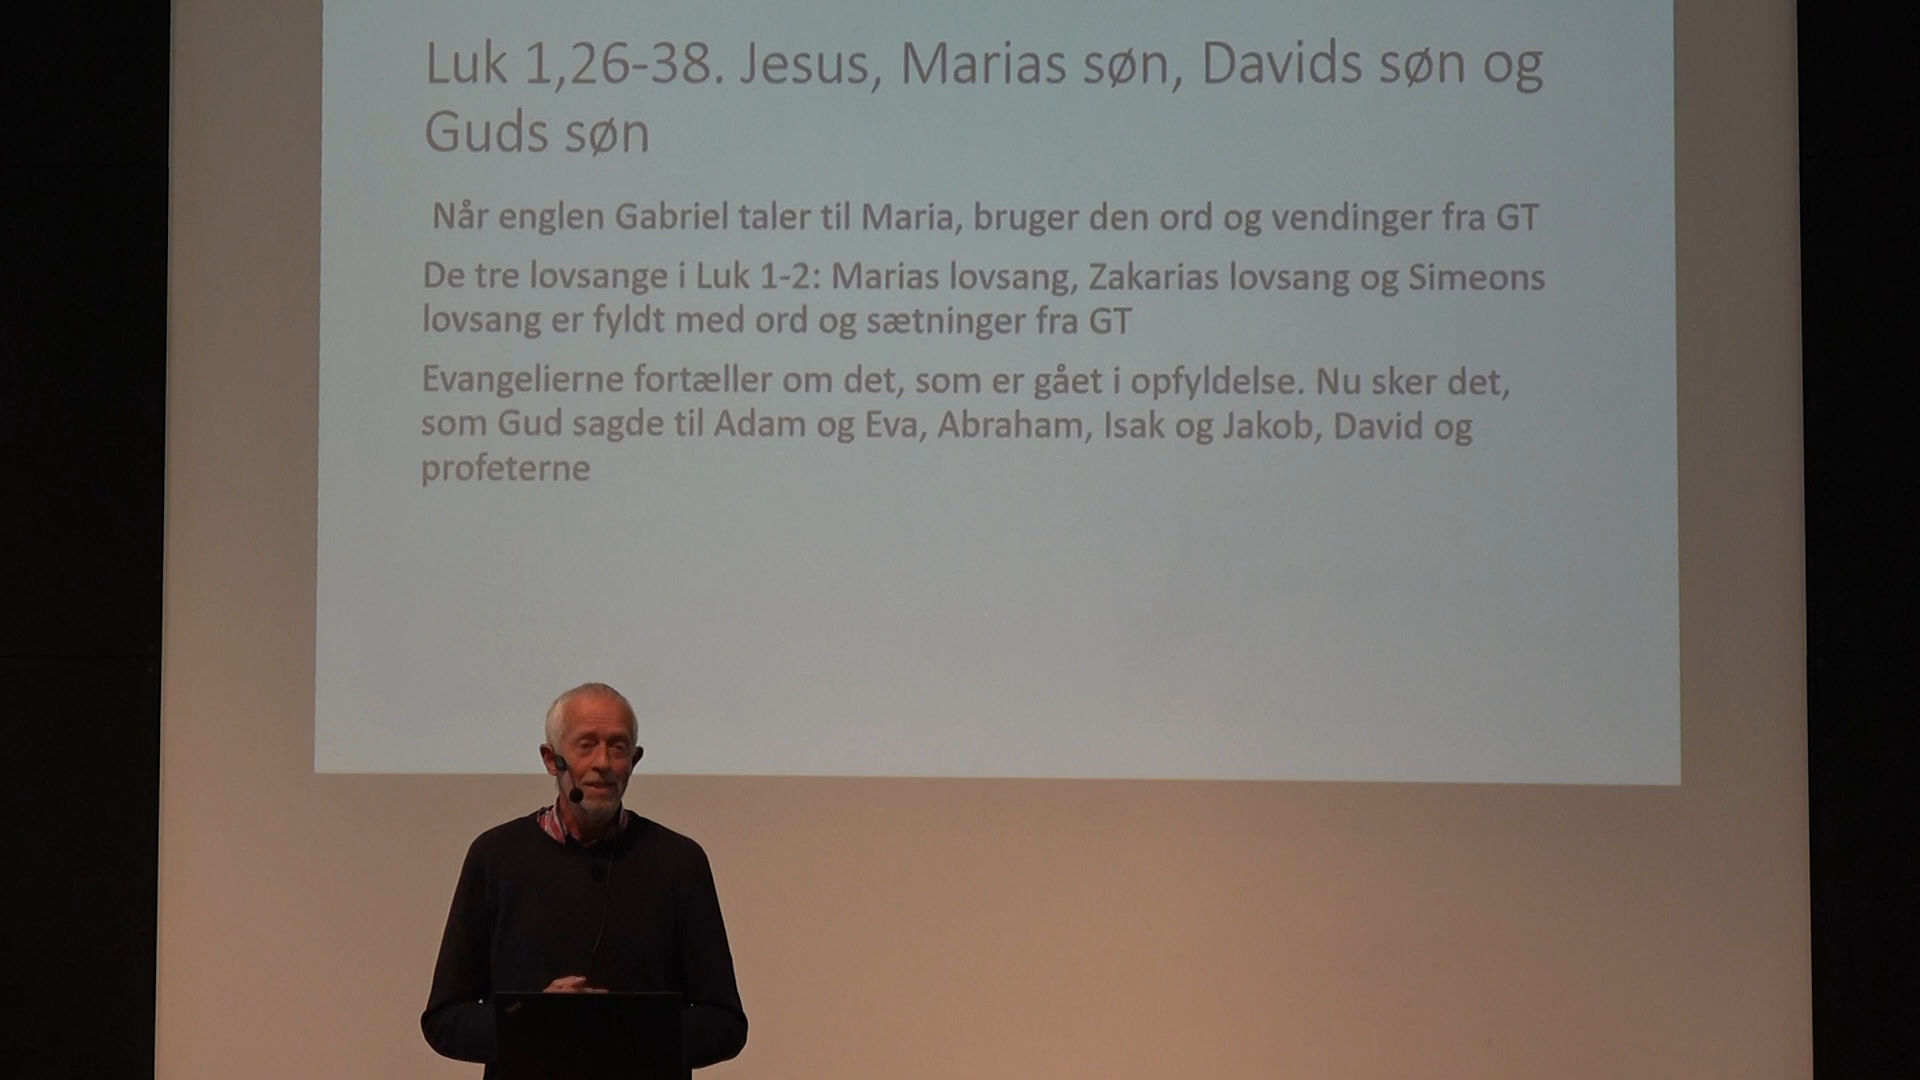 Luk 1,26-38. Jesus, Marias søn, Davids søn og
Guds søn
Når englen Gabriel taler til Maria, bruger den ord og vendinger fra GT
De tre lovsange i Luk 1-2: Marias lovsang, Zakarias lovsang og Simeons
lovsang er fyldt med ord og sætninger fra GT
Evangelierne fortæller om det, som er gået i opfyldelse. Nu sker det,
som Gud sagde til Adam og Eva, Abraham, Isak og Jakob, David og
profeterne